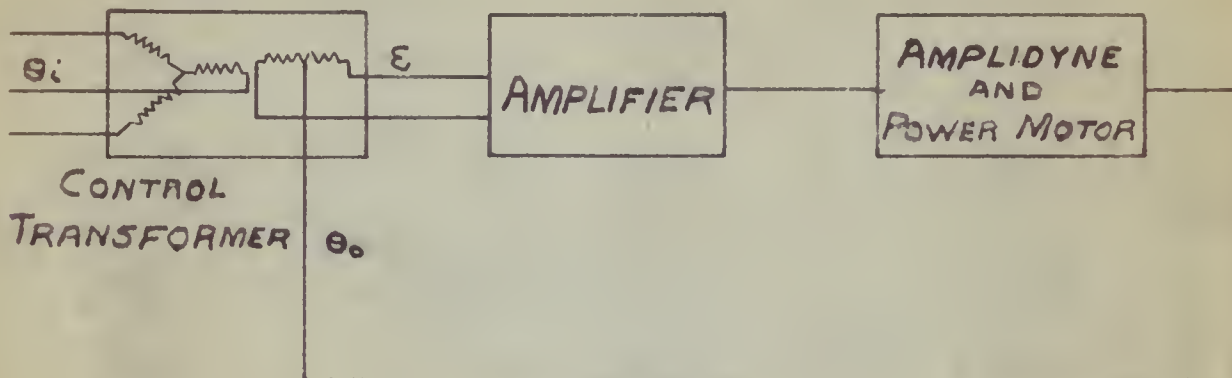 θi
ε
AMPLIFIER
AMPLIDYNE
AND
POWER MOTOR
CONTROL
TRANSFORMER
θo